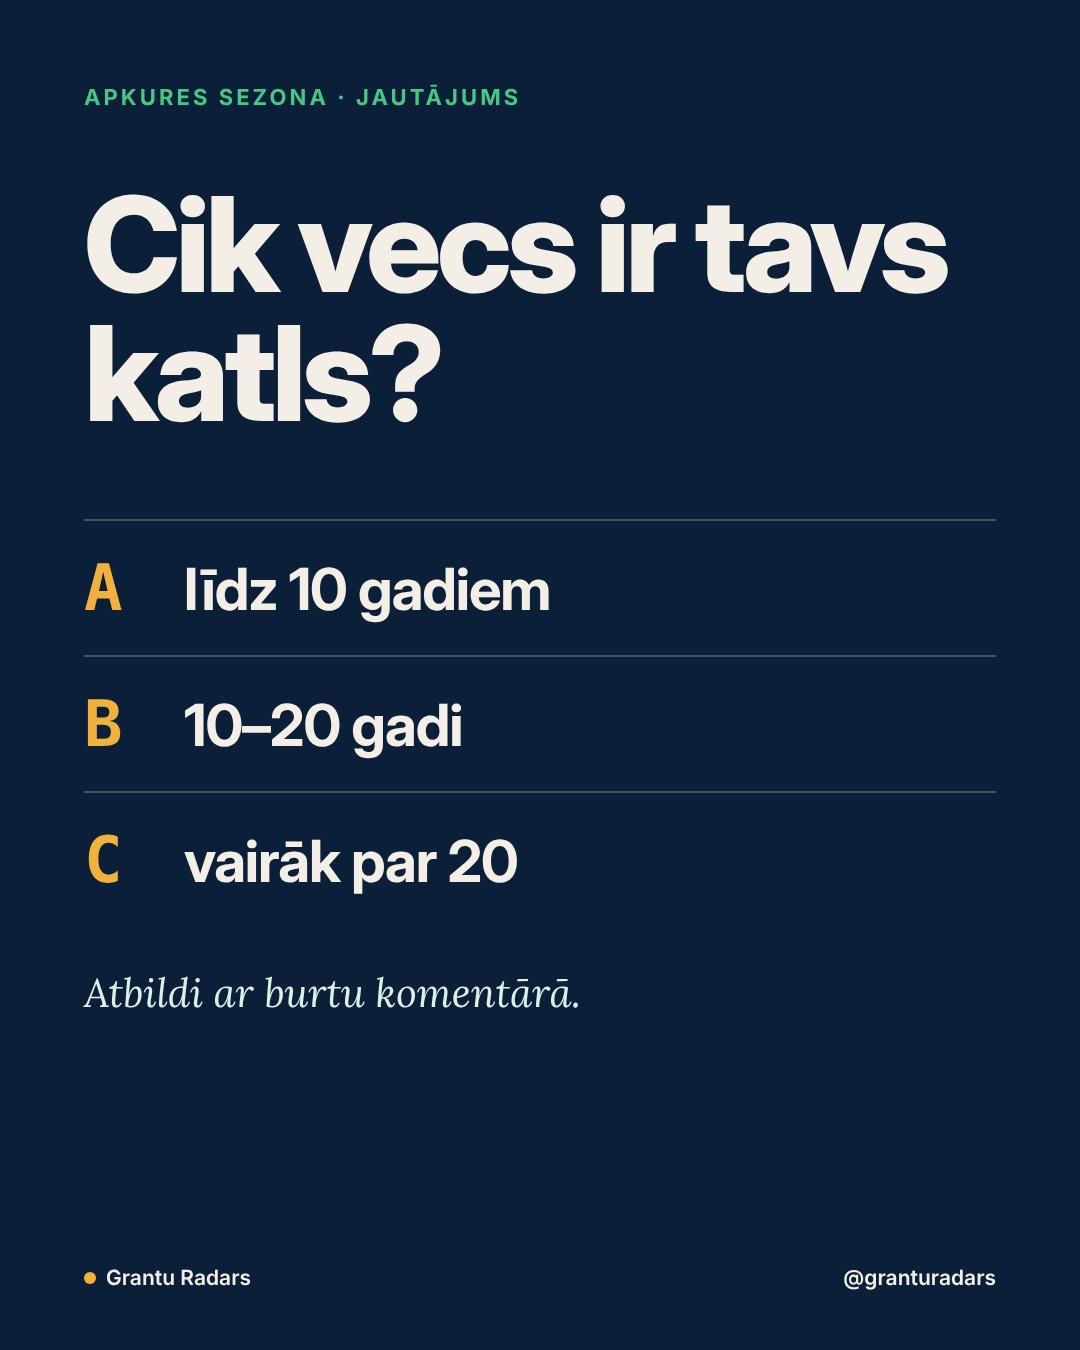 APKURES SEZONA · JAUTĀJUMS
Cik vecs ir tavs
katls?
A līdz 10 gadiem
B 10–20 gadi
C vairāk par 20
Atbildi ar burtu komentārā.
Grantu Radars
@granturadars